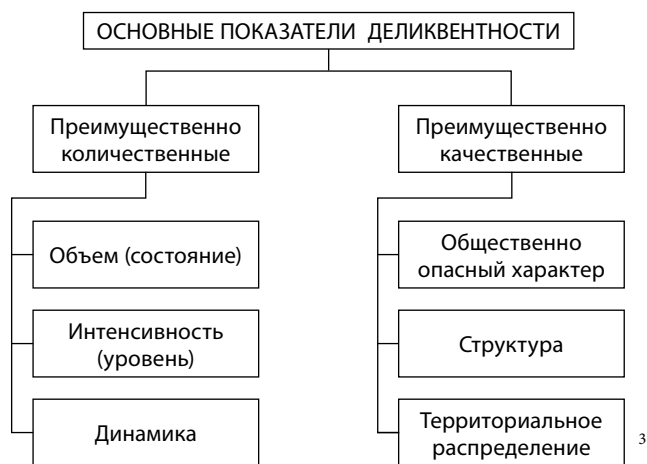 ОСНОВНЫЕ ПОКАЗАТЕЛИ ДЕЛИКВЕНТНОСТИ
Преимущественно
количественные
Объем (состояние)
Интенсивность
(уровень)
Динамика
Преимущественно
качественные
Общественно
опасный характер
Структура
Территориальное
распределение
3